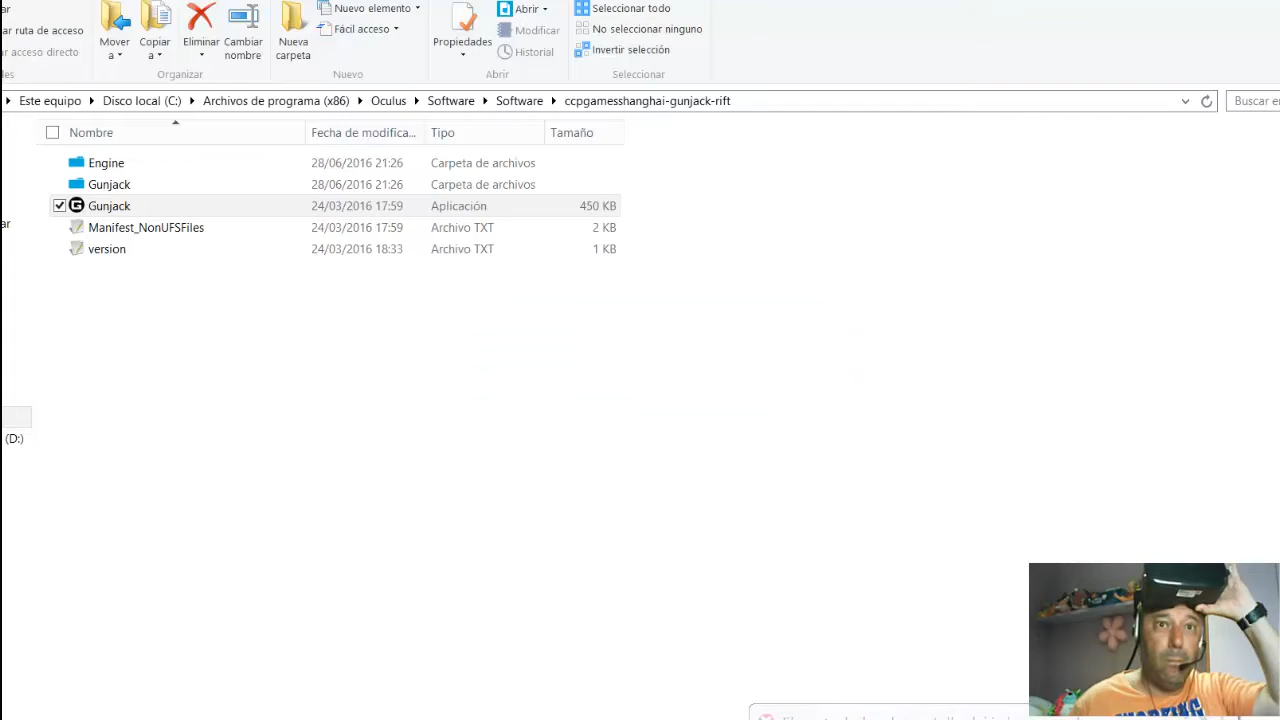 ar
Nuevo elemento
Abrir
Seleccionar todo
ar ruta de acceso
Fácil acceso
Modificar
No seleccionar ninguno
ar acceso directo
Mover
a
Copiar
a
Eliminar
Cambiar
nombre
Nueva
carpeta
Propiedades
Historial
Invertir selección
les
Organizar
Nuevo
Abrir
Seleccionar
Este equipo
Disco local (C:)
Archivos de programa (x86)
Oculus
Software
Software
ccpgamesshanghai-gunjack-rift
Buscar en
Nombre
Fecha de modifica...
Tipo
Tamaño
Engine 28/06/2016 21:26 Carpeta de archivos
Gunjack 28/06/2016 21:26 Carpeta de archivos
G Gunjack 24/03/2016 17:59 Aplicación 450 KB
Manifest_NonUFSFiles 24/03/2016 17:59 Archivo TXT 2 KB
version 24/03/2016 18:33 Archivo TXT 1 KB
ar
(D:)